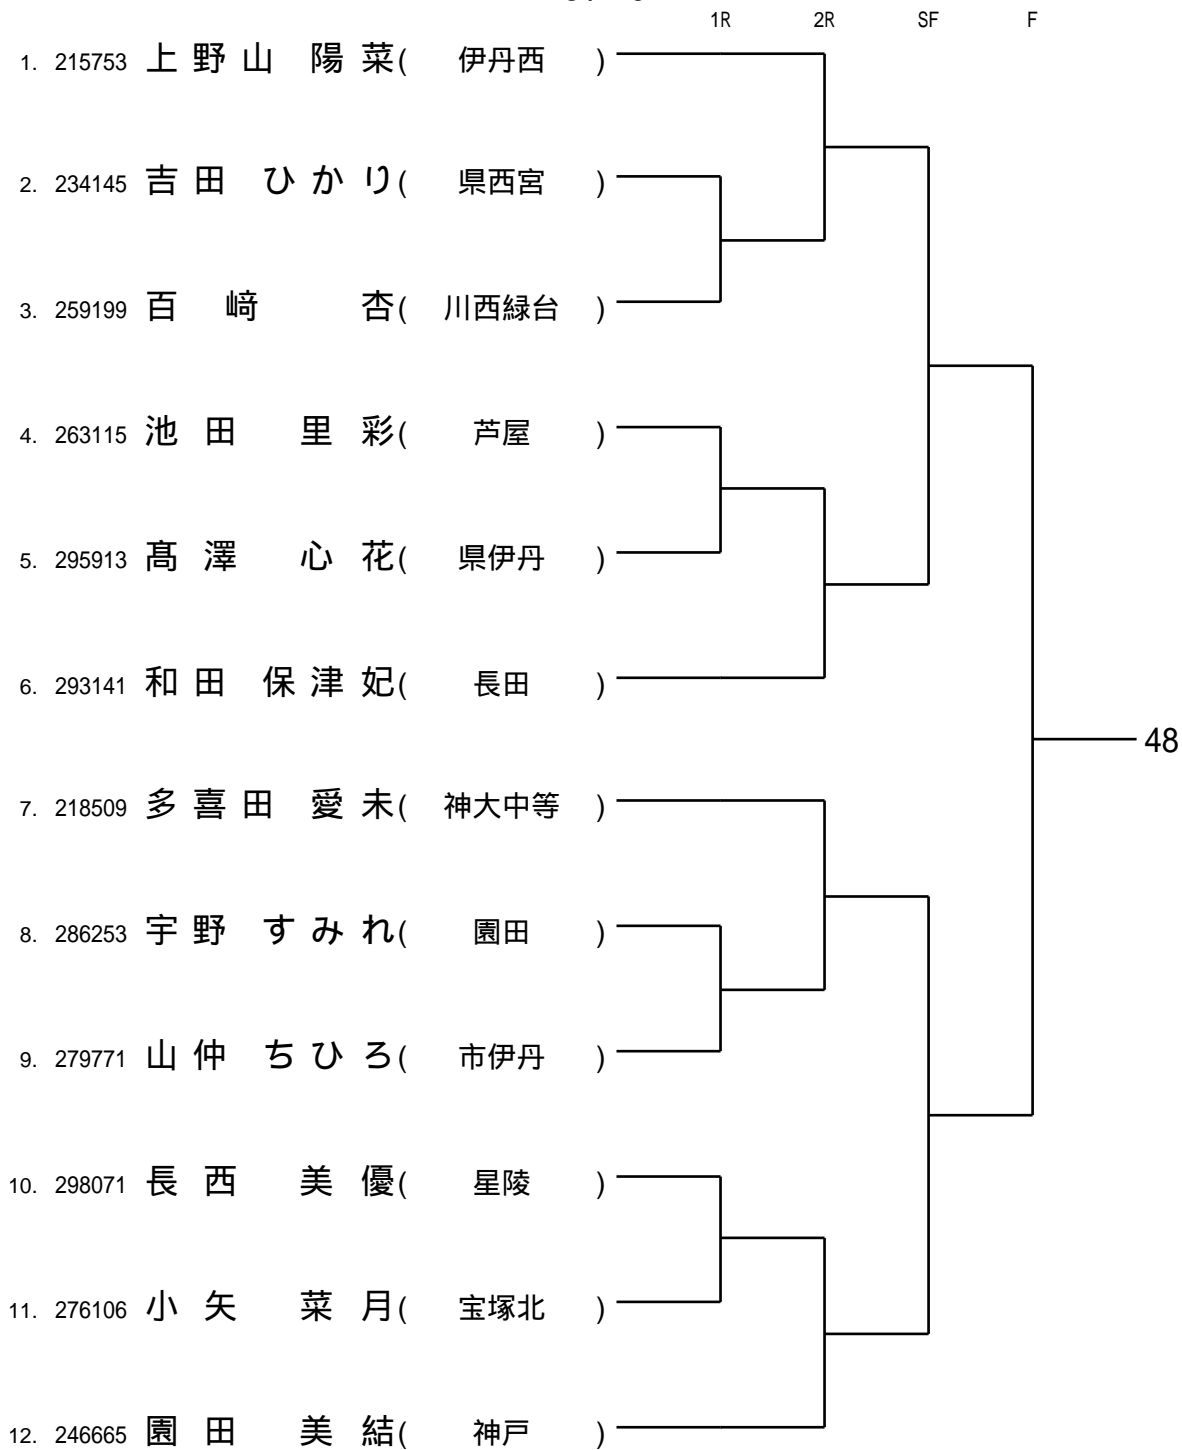 1R 2R SF F
1. 215753 上野山 陽菜( 伊丹西 )
2. 234145 吉田 ひかり( 県西宮 )
3. 259199 百﨑 杏( 川西緑台 )
4. 263115 池田 里彩( 芦屋 )
5. 295913 髙澤 心花( 県伊丹 )
6. 293141 和田 保津妃( 長田 )
48
7. 218509 多喜田 愛未( 神大中等 )
8. 286253 宇野 すみれ( 園田 )
9. 279771 山仲 ちひろ( 市伊丹 )
10. 298071 長西 美優( 星陵 )
11. 276106 小矢 菜月( 宝塚北 )
12. 246665 園田 美結( 神戸 )